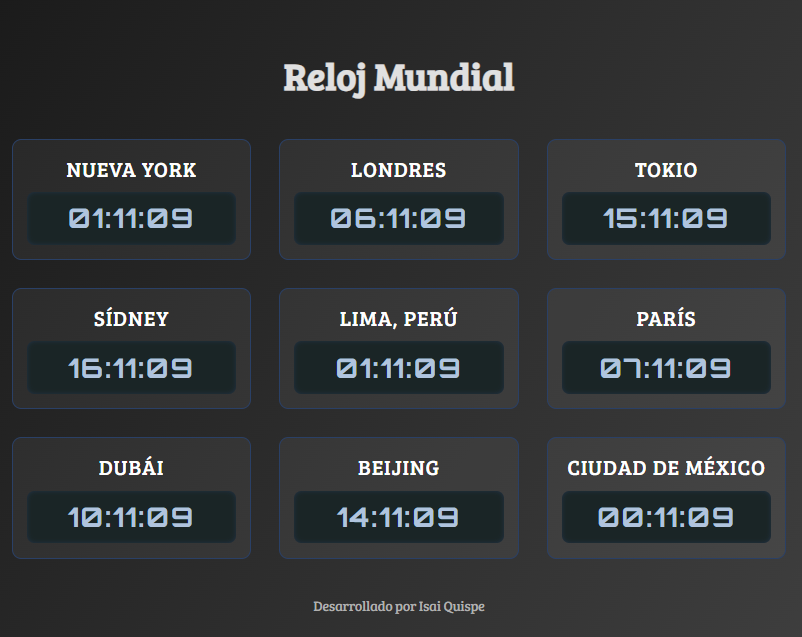 Reloj Mundial
NUEVA YORK
01:11:09
LONDRES
06:11:09
TOKIO
15:11:09
SÍDNEY
16:11:09
LIMA, PERÚ
01:11:09
PARÍS
07:11:09
DUBÁI
10:11:09
BEIJING
14:11:09
CIUDAD DE MÉXICO
00:11:09
Desarrollado por Isai Quispe